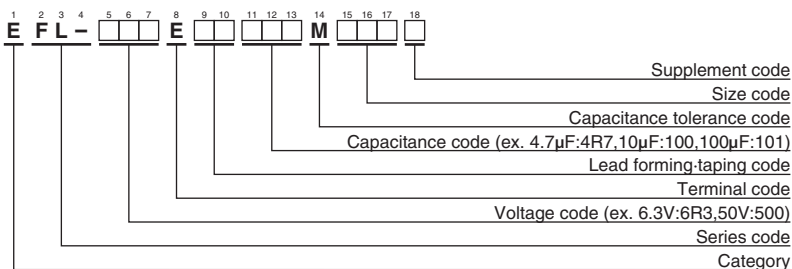 1 2 3 4 5 6 7 8 9 10 11 12 13 14 15 16 17 18
E F L – □□□ E □□ □□□ M □□□ □
Supplement code
Size code
Capacitance tolerance code
Capacitance code (ex. 4.7µF:4R7,10µF:100,100µF:101)
Lead forming·taping code
Terminal code
Voltage code (ex. 6.3V:6R3,50V:500)
Series code
Category